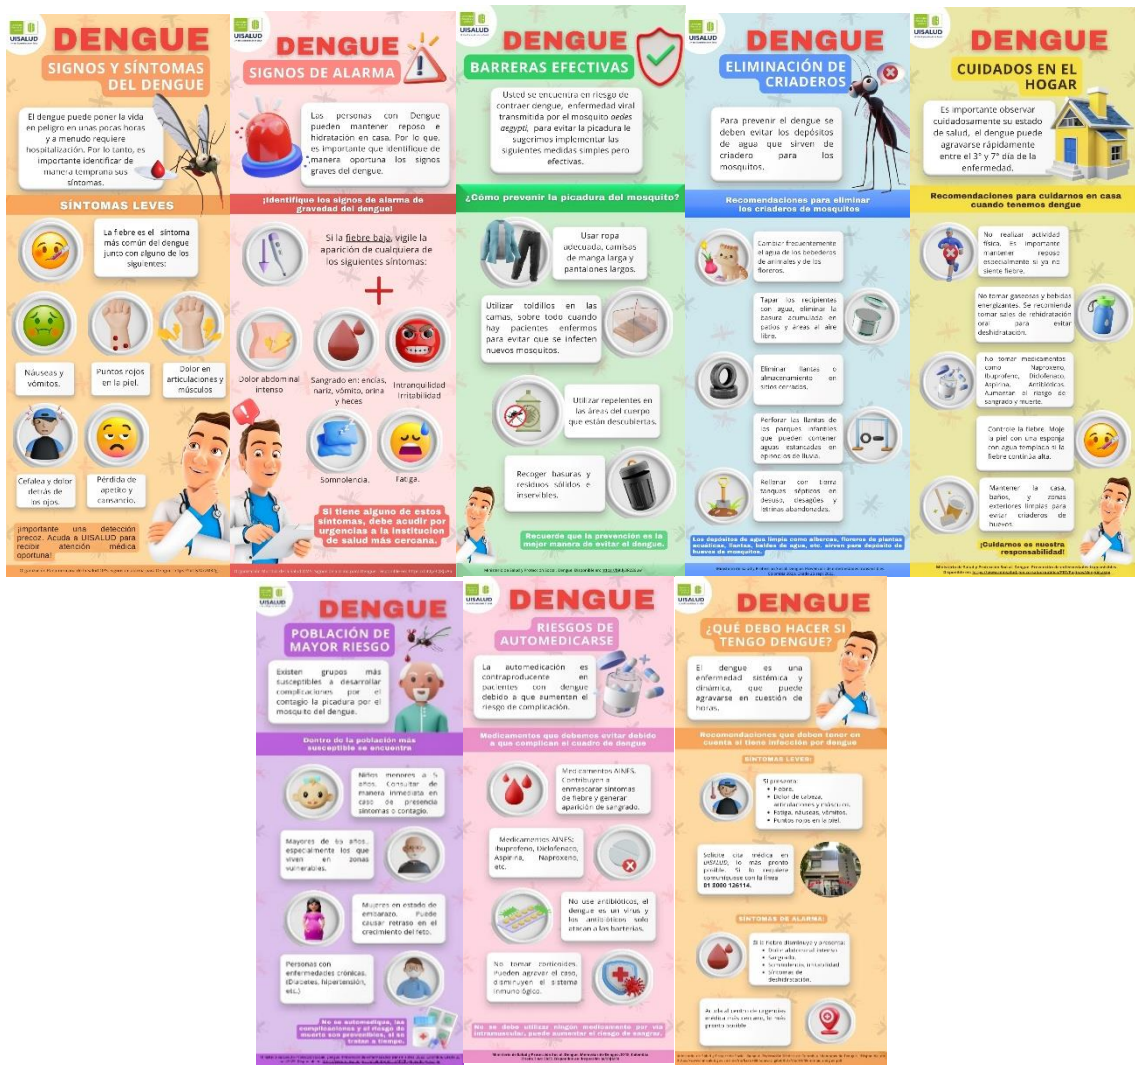 UISALUD
DENGUE
SIGNOS Y SÍNTOMAS
DEL DENGUE
El dengue puede poner la vida
en peligro en unas pocas horas
y a menudo requiere
hospitalización. Por lo tanto, es
importante identificar de
manera temprana sus
síntomas.
SÍNTOMAS LEVES
La fiebre es el síntoma
más común del dengue
junto con alguno de los
siguientes:
Náuseas y
vómitos.
Puntos rojos
en la piel.
Dolor en
articulaciones y
músculos
Cefalea y dolor
detrás de
los ojos.
Pérdida de
apetito y
cansancio.
¡Importante una detección
precoz. Acuda a UISALUD para
recibir atención médica
oportuna!
UISALUD
DENGUE
SIGNOS DE ALARMA
Las personas con Dengue
pueden mantener reposo e
hidratación en casa. Por lo que,
es importante que identifique de
manera oportuna los signos
graves del dengue.
¡Identifique los signos de alarma de
gravedad del dengue!
Si la fiebre baja, vigile la
aparición de cualquiera de
los siguientes síntomas:
Dolor abdominal
intenso
Sangrado en: encías,
nariz, vómito, orina
y heces
Intranquilidad
Irritabilidad
Somnolencia.
Fatiga.
Si tiene alguno de estos
síntomas, debe acudir por
urgencias a la institucion
de salud más cercana.
UISALUD
DENGUE
BARRERAS EFECTIVAS
Usted se encuentra en riesgo de
contraer dengue, enfermedad viral
transmitida por el mosquito aedes
aegypti, para evitar la picadura le
sugerimos implementar las
siguientes medidas simples pero
efectivas.
¿Cómo prevenir la picadura del mosquito?
Usar ropa
adecuada, camisas
de manga larga y
pantalones largos.
Utilizar toldillos en las
camas, sobre todo cuando
hay pacientes enfermos
para evitar que se infecten
nuevos mosquitos.
Utilizar repelentes en
las áreas del cuerpo
que están descubiertas.
Recoger basuras y
residuos sólidos e
inservibles.
Recuerde que la prevención es la
mejor manera de evitar el dengue.
UISALUD
DENGUE
ELIMINACIÓN DE
CRIADEROS
Para prevenir el dengue se
deben evitar los depósitos
de agua que sirven de
criadero para los
mosquitos.
Recomendaciones para eliminar
los criaderos de mosquitos
Cambiar frecuentemente
el agua de los bebederos
de animales y de los
floreros.
Tapar los recipientes
con agua, eliminar la
basura acumulada en
patios y áreas al aire
libre.
Eliminar llantas o
almacenamiento en
sitios cerrados.
Perforar las llantas de
los parques infantiles
que pueden contener
aguas estancadas en
episodios de lluvia.
Rellenar con tierra
tanques sépticos en
desuso, desagües y
letrinas abandonadas.
Los depósitos de agua limpia como albercas, floreros de plantas
acuáticas, llantas, baldes de agua, etc. sirven para depósito de
huevos de mosquitos.
UISALUD
DENGUE
CUIDADOS EN EL
HOGAR
Es importante observar
cuidadosamente su estado
de salud, el dengue puede
agravarse rápidamente
entre el 3° y 7° día de la
enfermedad.
Recomendaciones para cuidarnos en casa
cuando tenemos dengue
No realizar actividad
física. Es importante
mantener reposo
especialmente si ya no
siente fiebre.
No tomar gaseosas y bebidas
energizantes. Se recomienda
tomar sales de rehidratación
oral para evitar
deshidratación.
No tomar medicamentos
como Naproxeno,
Ibuprofeno, Diclofenaco,
Aspirina, Antibióticos.
Aumentan el riesgo de
sangrado y muerte.
Controle la fiebre. Moje
la piel con una esponja
con agua templada si la
fiebre continúa alta.
Mantener la casa,
baños, y zonas
exteriores limpias para
evitar criaderos de
huevos.
¡Cuidarnos es nuestra
responsabilidad!
UISALUD
DENGUE
POBLACIÓN DE
MAYOR RIESGO
Existen grupos más
susceptibles a desarrollar
complicaciones por el
contagio la picadura por el
mosquito del dengue.
Dentro de la población más
susceptible se encuentra
Niños menores a 5
años. Consultar de
manera inmediata en
caso de presencia
síntomas o contagio.
Mayores de 65 años,
especialmente los que
viven en zonas
vulnerables.
Mujeres en estado de
embarazo. Puede
causar retraso en el
crecimiento del feto.
Personas con
enfermedades crónicas.
(Diabetes, hipertensión,
etc.)
No se automedique, las
complicaciones y el riesgo de
muerte son prevenibles, si se
tratan a tiempo.
UISALUD
DENGUE
RIESGOS DE
AUTOMEDICARSE
La automedicación es
contraproducente en
pacientes con dengue
debido a que aumentan el
riesgo de complicación.
Medicamentos que debemos evitar debido
a que complican el cuadro de dengue
Medicamentos AINES.
Contribuyen a
enmascarar síntomas
de fiebre y generar
aparición de sangrado.
Medicamentos AINES:
Ibuprofeno, Diclofenaco,
Aspirina, Naproxeno,
etc.
No use antibióticos, el
dengue es un virus y
los antibióticos solo
atacan a las bacterias.
No tomar corticoides.
Pueden agravar el caso,
disminuyen el sistema
inmunológico.
No se debe utilizar ningún medicamento por vía
intramuscular, puede aumentar el riesgo de sangrar.
UISALUD
DENGUE
¿QUÉ DEBO HACER SI
TENGO DENGUE?
El dengue es una
enfermedad sistémica y
dinámica, que puede
agravarse en cuestión de
horas.
Recomendaciones que deben tener en
cuenta si tiene infección por dengue
SÍNTOMAS LEVES:
Si presenta:
Fiebre.
Dolor de cabeza,
articulaciones y músculos.
Fatiga, náuseas, vómitos.
Puntos rojos en la piel.
Solicite cita médica en
UISALUD, lo más pronto
posible. Si lo requiere
comuníquese con la línea
01 8000 126114.
SÍNTOMAS DE ALARMA:
Si la fiebre disminuye y presenta:
Dolor abdominal intenso
Sangrado.
Somnolencia, irritabilidad
Síntomas de
deshidratación.
Acuda al centro de urgencias
médica más cercano, lo más
pronto posible